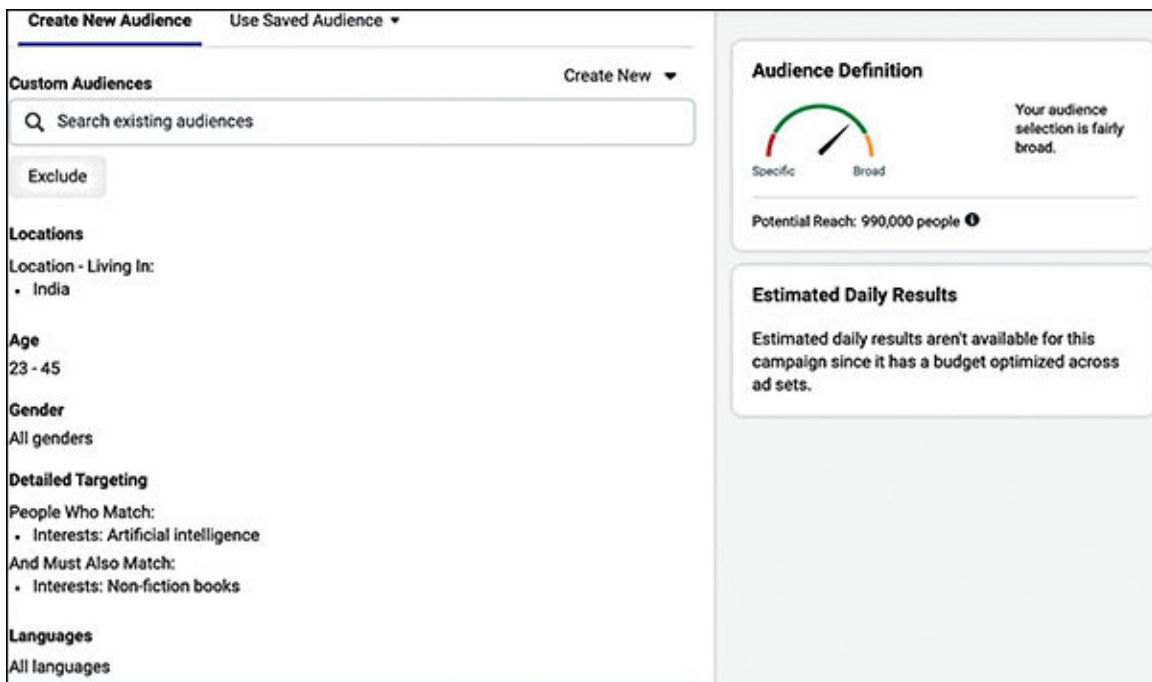 Create New Audience Use Saved Audience
Custom Audiences Create New
Search existing audiences
Exclude
Locations
Location - Living In:
• India
Age
23 - 45
Gender
All genders
Detailed Targeting
People Who Match:
• Interests: Artificial intelligence
And Must Also Match:
• Interests: Non-fiction books
Languages
All languages
Audience Definition
Your audience
selection is fairly
broad.
Specific Broad
Potential Reach: 990,000 people
Estimated Daily Results
Estimated daily results aren't available for this
campaign since it has a budget optimized across
ad sets.